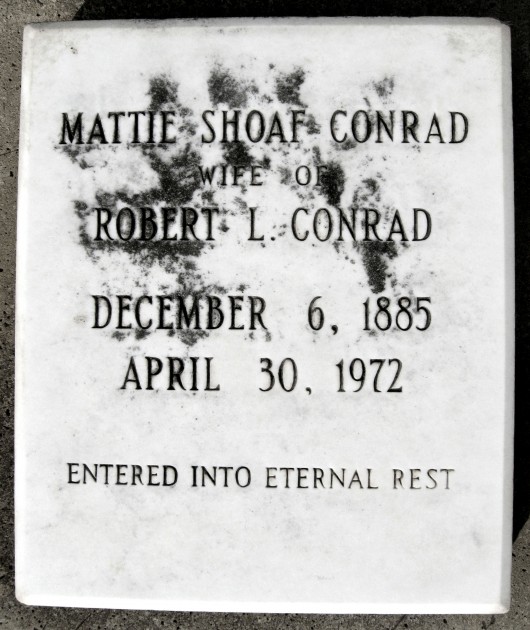 MATTIE SHOAF CONRAD
WIFE OF
ROBERT L. CONRAD
DECEMBER 6, 1885
APRIL 30, 1972
ENTERED INTO ETERNAL REST